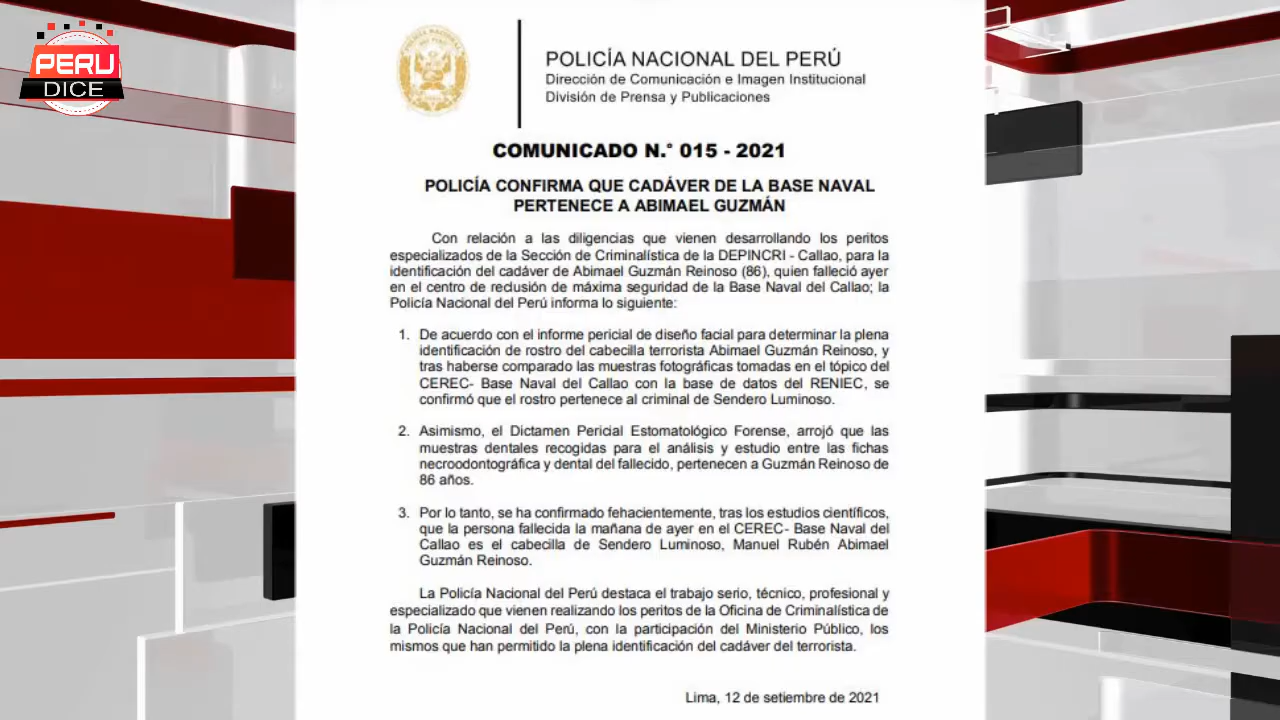 PERU
DICE
POLICÍA NACIONAL DEL PERÚ
Dirección de Comunicación e Imagen Institucional
División de Prensa y Publicaciones
COMUNICADO N.° 015 - 2021
POLICÍA CONFIRMA QUE CADÁVER DE LA BASE NAVAL
PERTENECE A ABIMAEL GUZMÁN
Con relación a las diligencias que vienen desarrollando los peritos
especializados de la Sección de Criminalística de la DEPINCRI - Callao, para la
identificación del cadáver de Abimael Guzmán Reinoso (86), quien falleció ayer
en el centro de reclusión de máxima seguridad de la Base Naval del Callao; la
Policía Nacional del Perú informa lo siguiente:
1. De acuerdo con el informe pericial de diseño facial para determinar la plena
identificación de rostro del cabecilla terrorista Abimael Guzmán Reinoso, y
tras haberse comparado las muestras fotográficas tomadas en el tópico del
CEREC- Base Naval del Callao con la base de datos del RENIEC, se
confirmó que el rostro pertenece al criminal de Sendero Luminoso.
2. Asimismo, el Dictamen Pericial Estomatológico Forense, arrojó que las
muestras dentales recogidas para el análisis y estudio entre las fichas
necroodontográfica y dental del fallecido, pertenecen a Guzmán Reinoso de
86 años.
3. Por lo tanto, se ha confirmado fehacientemente, tras los estudios científicos,
que la persona fallecida la mañana de ayer en el CEREC- Base Naval del
Callao es el cabecilla de Sendero Luminoso, Manuel Rubén Abimael
Guzmán Reinoso.
La Policía Nacional del Perú destaca el trabajo serio, técnico, profesional y
especializado que vienen realizando los peritos de la Oficina de Criminalística de
la Policía Nacional del Perú, con la participación del Ministerio Público, los
mismos que han permitido la plena identificación del cadáver del terrorista.
Lima, 12 de setiembre de 2021